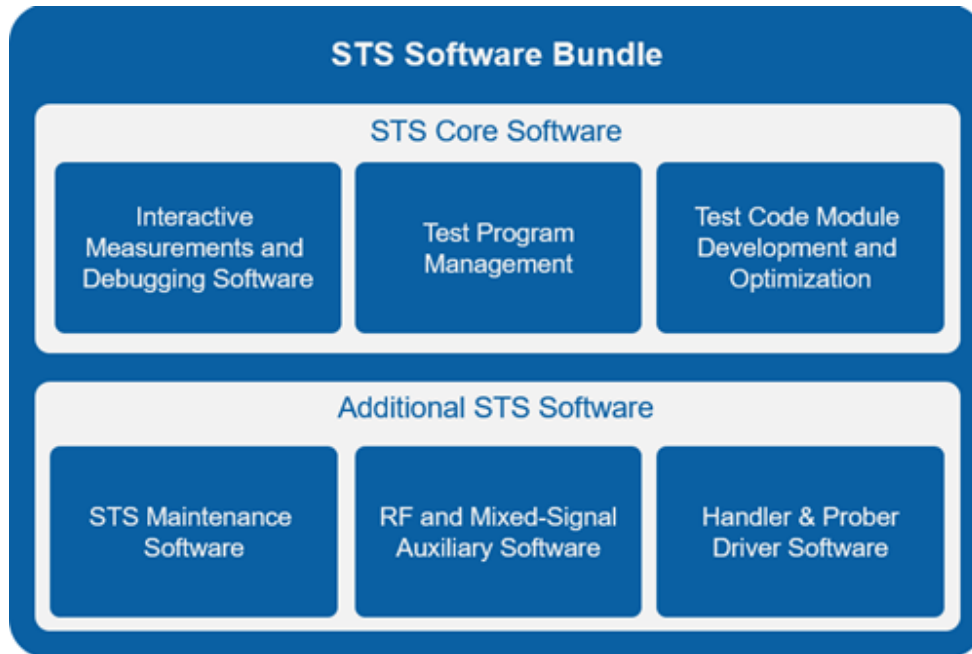 STS Software Bundle
STS Core Software
Interactive
Measurements and
Debugging Software
Test Program
Management
Test Code Module
Development and
Optimization
Additional STS Software
STS Maintenance
Software
RF and Mixed-Signal
Auxiliary Software
Handler & Prober
Driver Software